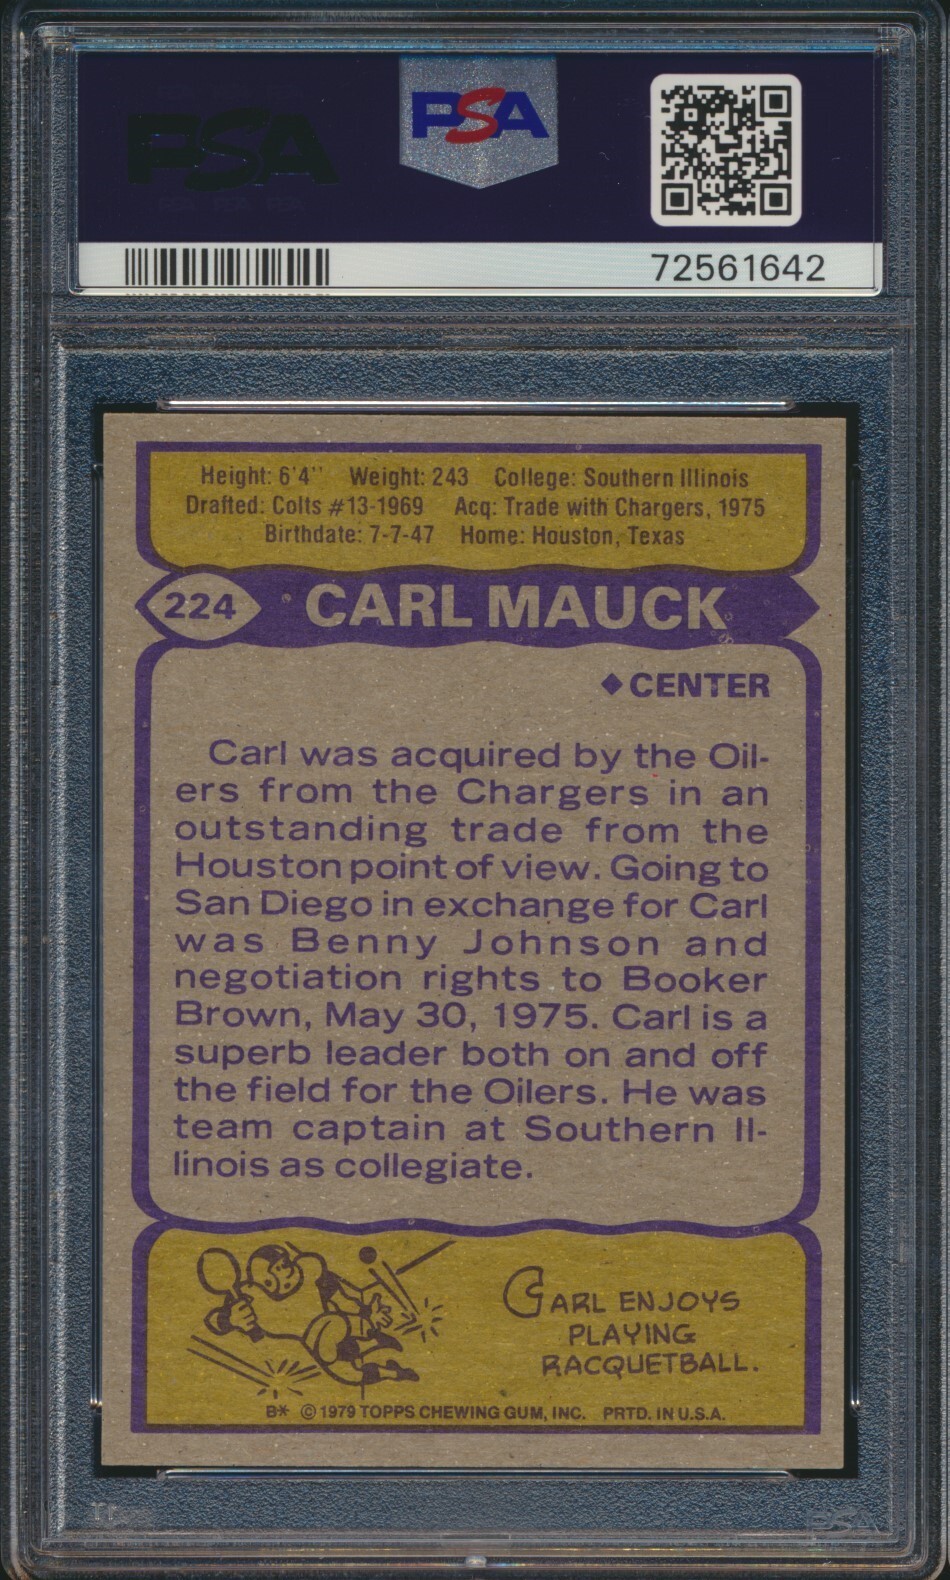 PSA
PSA
72561642
Height: 6'4'' Weight: 243 College: Southern Illinois
Drafted: Colts #13-1969 Acq: Trade with Chargers, 1975
Birthdate: 7-7-47 Home: Houston, Texas
224 CARL MAUCK
◆CENTER
Carl was acquired by the Oil-
ers from the Chargers in an
outstanding trade from the
Houston point of view. Going to
San Diego in exchange for Carl
was Benny Johnson and
negotiation rights to Booker
Brown, May 30, 1975. Carl is a
superb leader both on and off
the field for the Oilers. He was
team captain at Southern Il-
linois as collegiate.
CARL ENJOYS
PLAYING
RACQUETBALL.
B* © 1979 TOPPS CHEWING GUM, INC. PRTD. IN U.S.A.
PSA